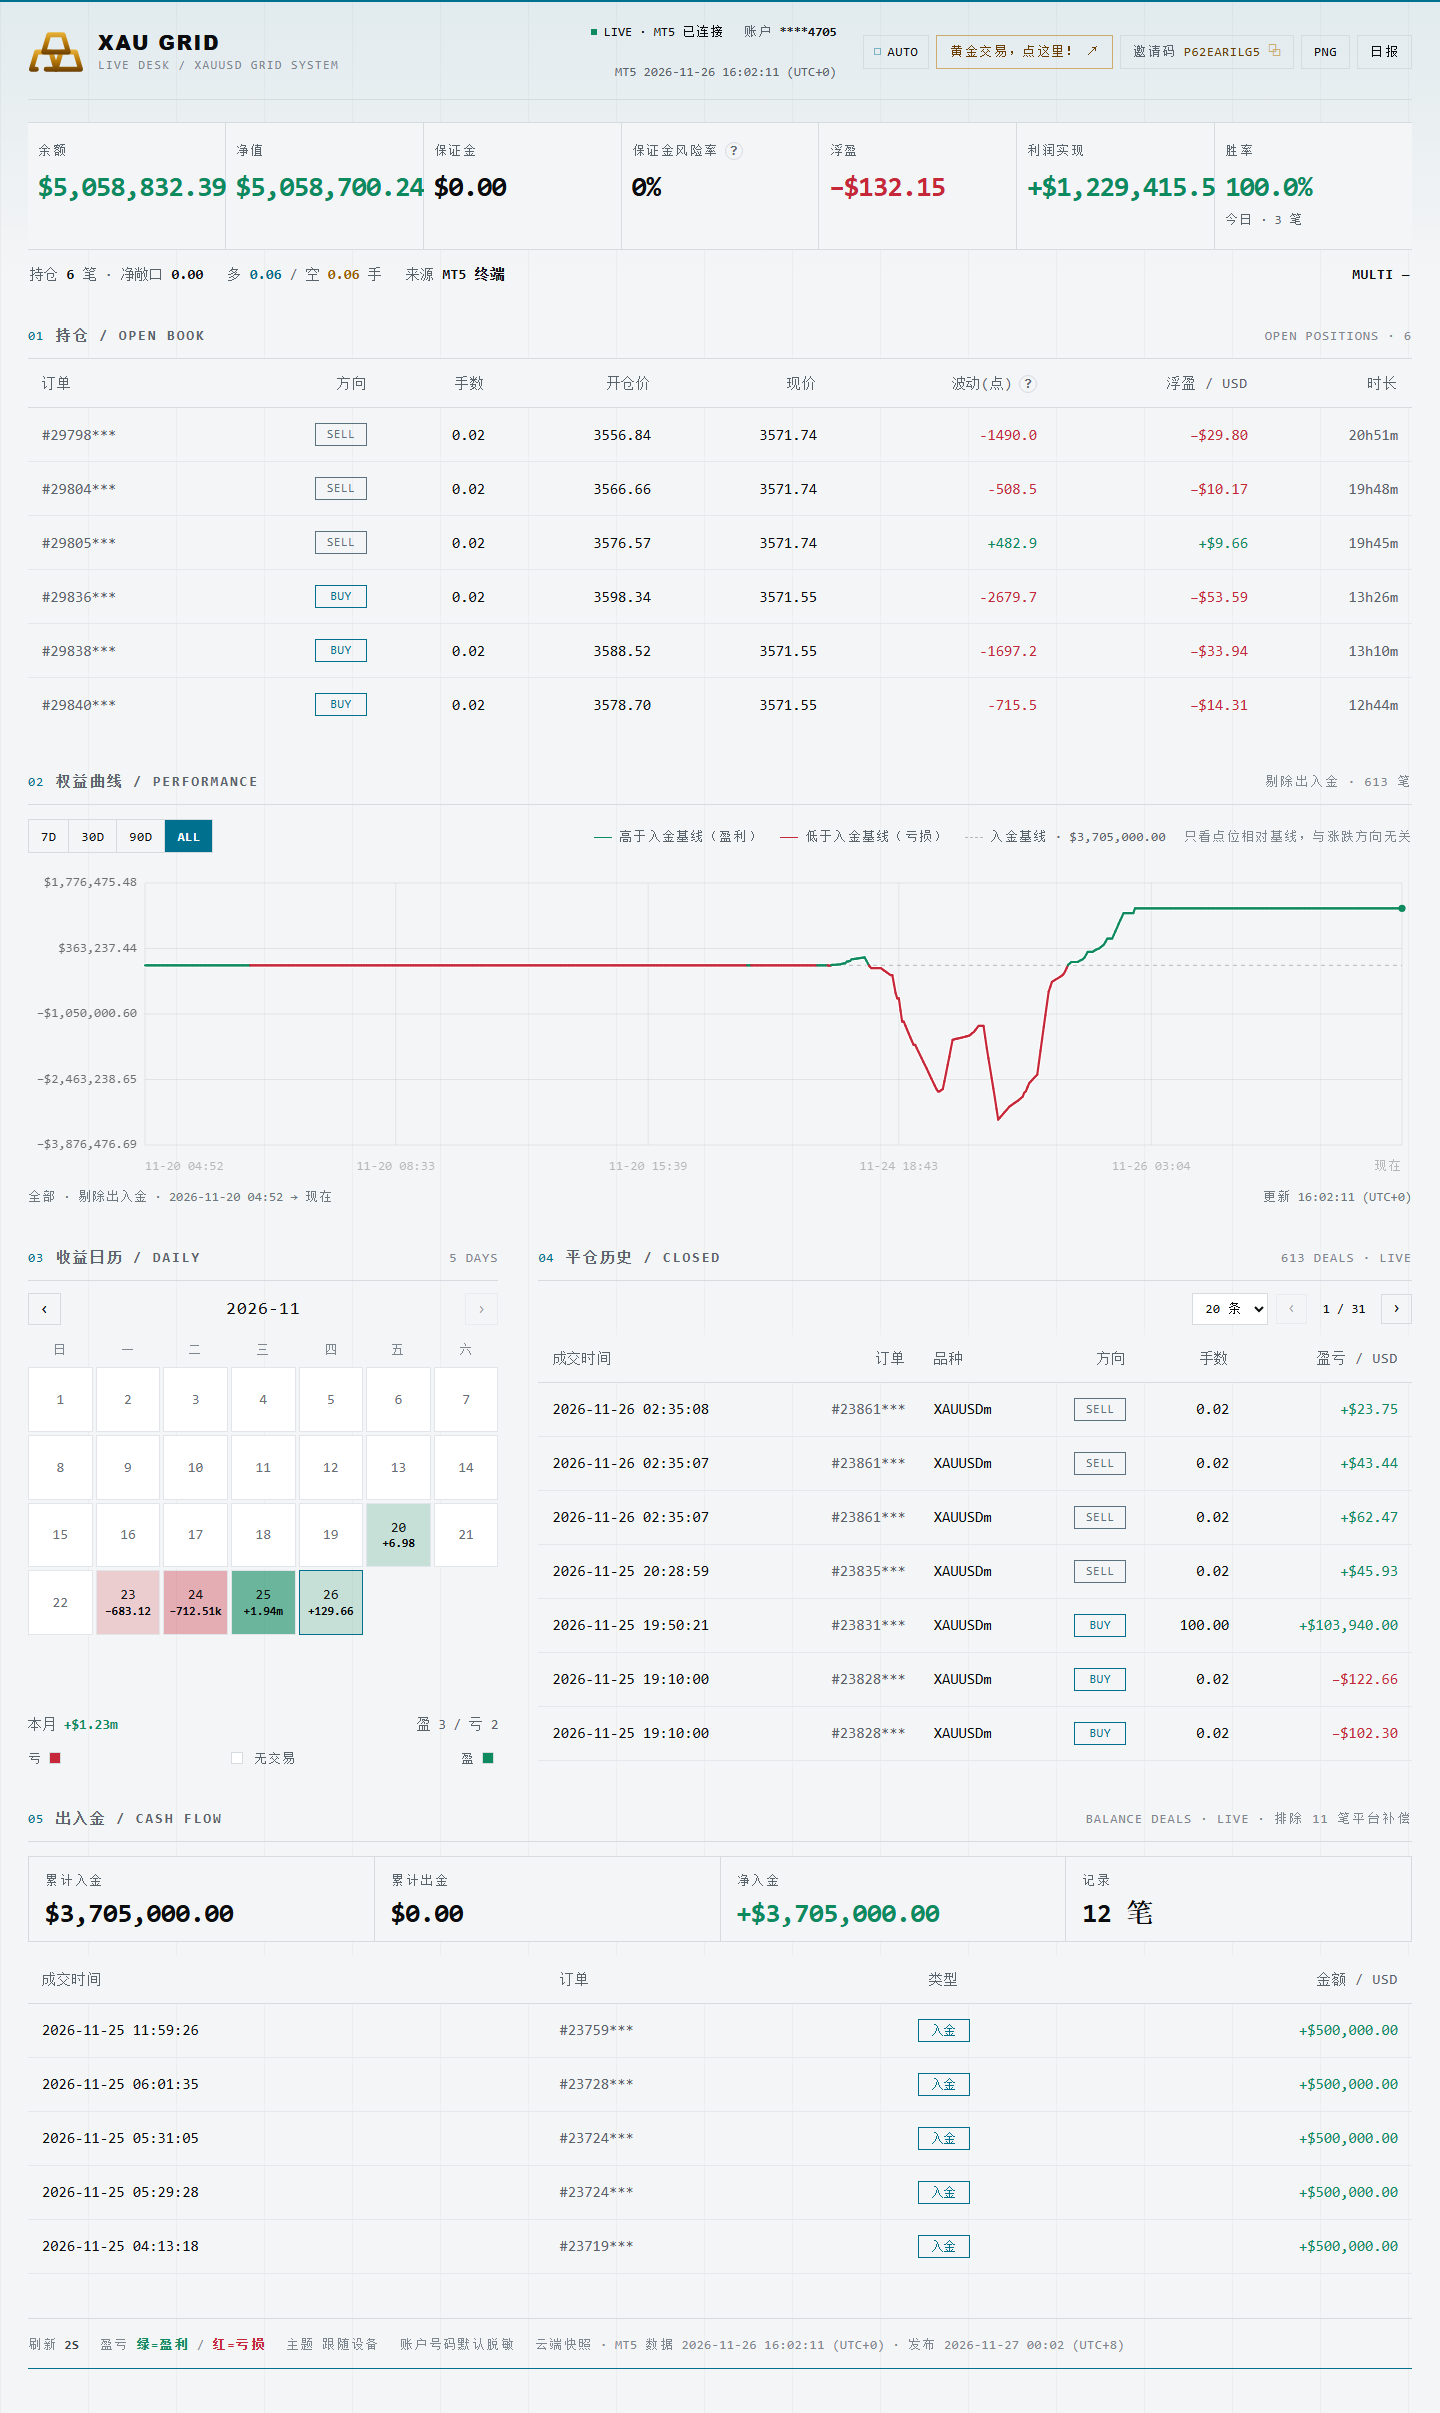 XAU GRID
LIVE DESK / XAUUSD GRID SYSTEM
LIVE · MT5 已连接 账户 ****4705
MT5 2026-11-26 16:02:11 (UTC+0)
AUTO
黄金交易，点这里! ↗
邀请码 P62EARILG5
PNG
日报
余额
$5,058,832.39
净值
$5,058,700.24
保证金
$0.00
保证金风险率 ?
0%
浮盈
−$132.15
利润实现
+$1,229,415.5
胜率
100.0%
今日 · 3 笔
持仓 6 笔 · 净敞口 0.00 多 0.06 / 空 0.06 手 来源 MT5 终端
MULTI —
01 持仓 / OPEN BOOK
OPEN POSITIONS · 6
订单 方向 手数 开仓价 现价 波动(点) ? 浮盈 / USD 时长
#29798*** SELL 0.02 3556.84 3571.74 -1490.0 −$29.80 20h51m
#29804*** SELL 0.02 3566.66 3571.74 -508.5 −$10.17 19h48m
#29805*** SELL 0.02 3576.57 3571.74 +482.9 +$9.66 19h45m
#29836*** BUY 0.02 3598.34 3571.55 -2679.7 −$53.59 13h26m
#29838*** BUY 0.02 3588.52 3571.55 -1697.2 −$33.94 13h10m
#29840*** BUY 0.02 3578.70 3571.55 -715.5 −$14.31 12h44m
02 权益曲线 / PERFORMANCE
剔除出入金 · 613 笔
7D 30D 90D ALL
高于入金基线（盈利） 低于入金基线（亏损） 入金基线 · $3,705,000.00 只看点位相对基线，与涨跌方向无关
$1,776,475.48
$363,237.44
−$1,050,000.60
−$2,463,238.65
−$3,876,476.69
11-20 04:52 11-20 08:33 11-20 15:39 11-24 18:43 11-26 03:04 现在
全部 · 剔除出入金 · 2026-11-20 04:52 → 现在
更新 16:02:11 (UTC+0)
03 收益日历 / DAILY
5 DAYS
‹ 2026-11 ›
日 一 二 三 四 五 六
1 2 3 4 5 6 7
8 9 10 11 12 13 14
15 16 17 18 19 20 21
+6.98
22 23 24 25 26
−683.12 −712.51k +1.94m +129.66
本月 +$1.23m
盈 3 / 亏 2
亏 无交易 盈
04 平仓历史 / CLOSED
613 DEALS · LIVE
20 条 ‹ 1 / 31 ›
成交时间 订单 品种 方向 手数 盈亏 / USD
2026-11-26 02:35:08 #23861*** XAUUSDm SELL 0.02 +$23.75
2026-11-26 02:35:07 #23861*** XAUUSDm SELL 0.02 +$43.44
2026-11-26 02:35:07 #23861*** XAUUSDm SELL 0.02 +$62.47
2026-11-25 20:28:59 #23835*** XAUUSDm SELL 0.02 +$45.93
2026-11-25 19:50:21 #23831*** XAUUSDm BUY 100.00 +$103,940.00
2026-11-25 19:10:00 #23828*** XAUUSDm BUY 0.02 −$122.66
2026-11-25 19:10:00 #23828*** XAUUSDm BUY 0.02 −$102.30
05 出入金 / CASH FLOW
BALANCE DEALS · LIVE · 排除 11 笔平台补偿
累计入金
$3,705,000.00
累计出金
$0.00
净入金
+$3,705,000.00
记录
12 笔
成交时间 订单 类型 金额 / USD
2026-11-25 11:59:26 #23759*** 入金 +$500,000.00
2026-11-25 06:01:35 #23728*** 入金 +$500,000.00
2026-11-25 05:31:05 #23724*** 入金 +$500,000.00
2026-11-25 05:29:28 #23724*** 入金 +$500,000.00
2026-11-25 04:13:18 #23719*** 入金 +$500,000.00
刷新 2S 盈亏 绿=盈利 / 红=亏损 主题 跟随设备 账户号码默认脱敏 云端快照 · MT5 数据 2026-11-26 16:02:11 (UTC+0) · 发布 2026-11-27 00:02 (UTC+8)